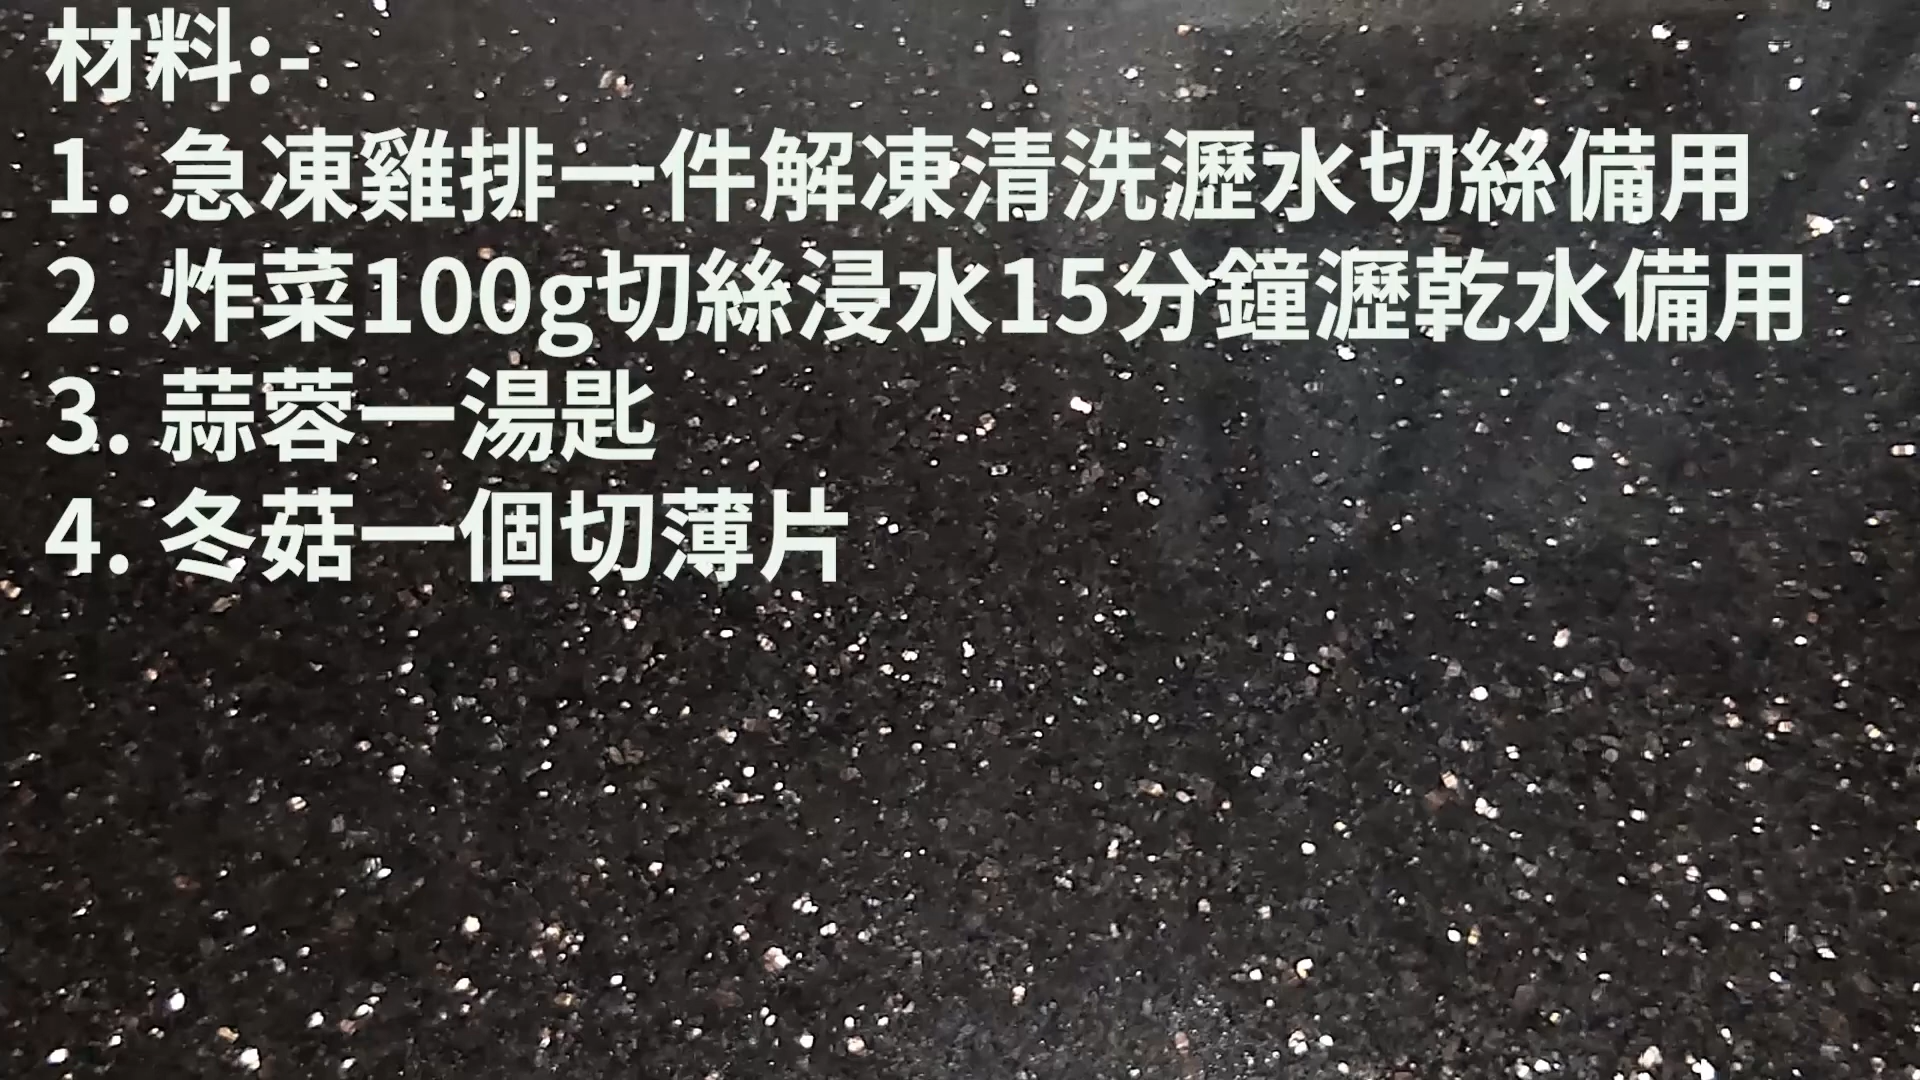 材料:-
1. 急凍雞排一件解凍清洗瀝水切絲備用
2. 炸菜100g切絲浸水15分鐘瀝乾水備用
3. 蒜蓉一湯匙
4. 冬菇一個切薄片